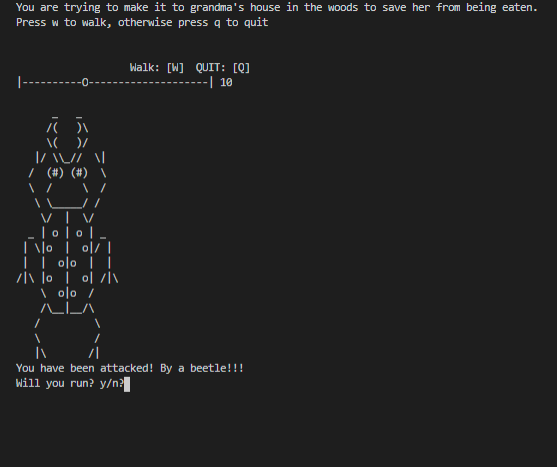 You are trying to make it to grandma's house in the woods to save her from being eaten.
Press w to walk, otherwise press q to quit
Walk: [W]  QUIT: [Q]
|----------O--------------------| 10
You have been attacked! By a beetle!!!
Will you run? y/n?